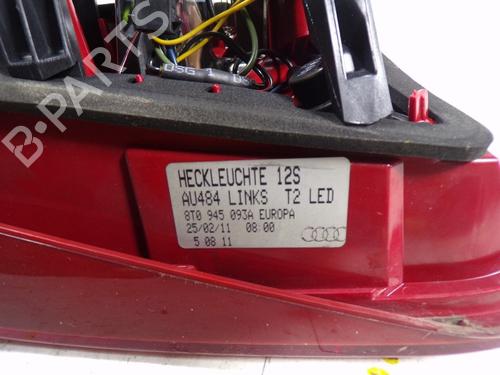 B-PARTS
HECKLEUCHTE 12S
AU484 LINKS T2 LED
8T0 945 093A EUROPA
25/02/11 08:00
5 08 11